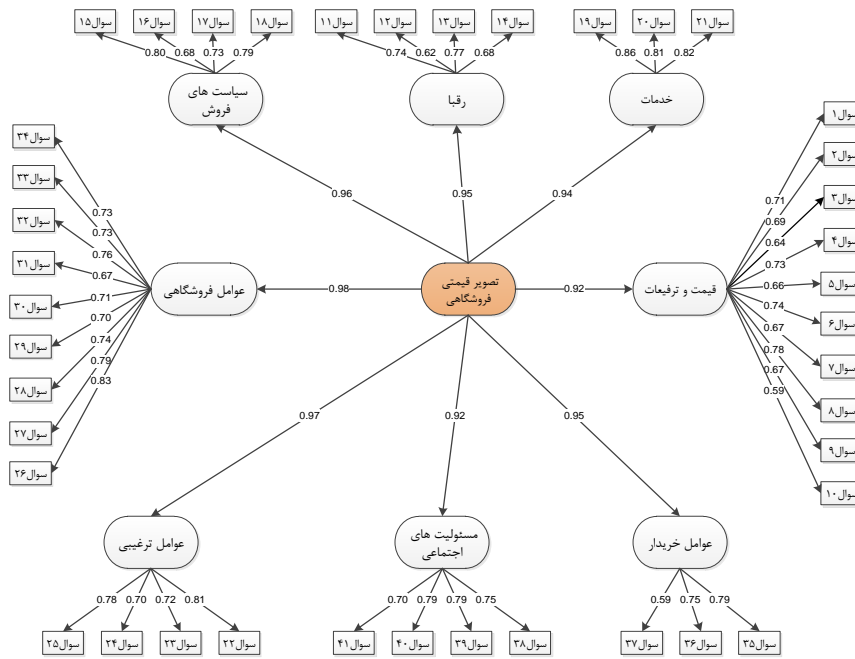 سوال۱۵
سوال۱۶
سوال۱۷
سوال۱۸
0.80
0.68
0.73
0.79
سیاست های
فروش
سوال۱۱
سوال۱۲
سوال۱۳
سوال۱۴
0.74
0.62
0.77
0.68
رقبا
سوال۱۹
سوال۲۰
سوال۲۱
0.86
0.81
0.82
خدمات
0.96
0.95
0.94
سوال۳۴
سوال۳۳
سوال۳۲
سوال۳۱
سوال۳۰
سوال۲۹
سوال۲۸
سوال۲۷
سوال۲۶
0.73
0.73
0.76
0.67
0.71
0.70
0.74
0.79
0.83
عوامل فروشگاهی
0.98
تصویر قیمتی
فروشگاهی
0.92
قیمت و ترفیعات
0.71
0.69
0.64
0.73
0.66
0.74
0.67
0.78
0.67
0.59
سوال۱
سوال۲
سوال۳
سوال۴
سوال۵
سوال۶
سوال۷
سوال۸
سوال۹
سوال۱۰
0.97
0.92
0.95
عوامل ترغیبی
0.78
0.70
0.72
0.81
سوال۲۵
سوال۲۴
سوال۲۳
سوال۲۲
مسئولیت های
اجتماعی
0.70
0.79
0.79
0.75
سوال۴۱
سوال۴۰
سوال۳۹
سوال۳۸
عوامل خریدار
0.59
0.75
0.79
سوال۳۷
سوال۳۶
سوال۳۵